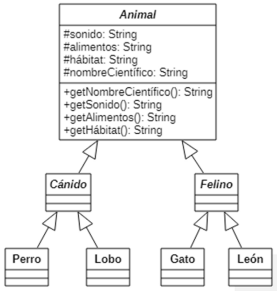 Animal
#sonido: String
#alimentos: String
#hábitat: String
#nombreCientífico: String
+getNombreCientífico(): String
+getSonido(): String
+getAlimentos(): String
+getHábitat(): String
Cánido
Felino
Perro
Lobo
Gato
León